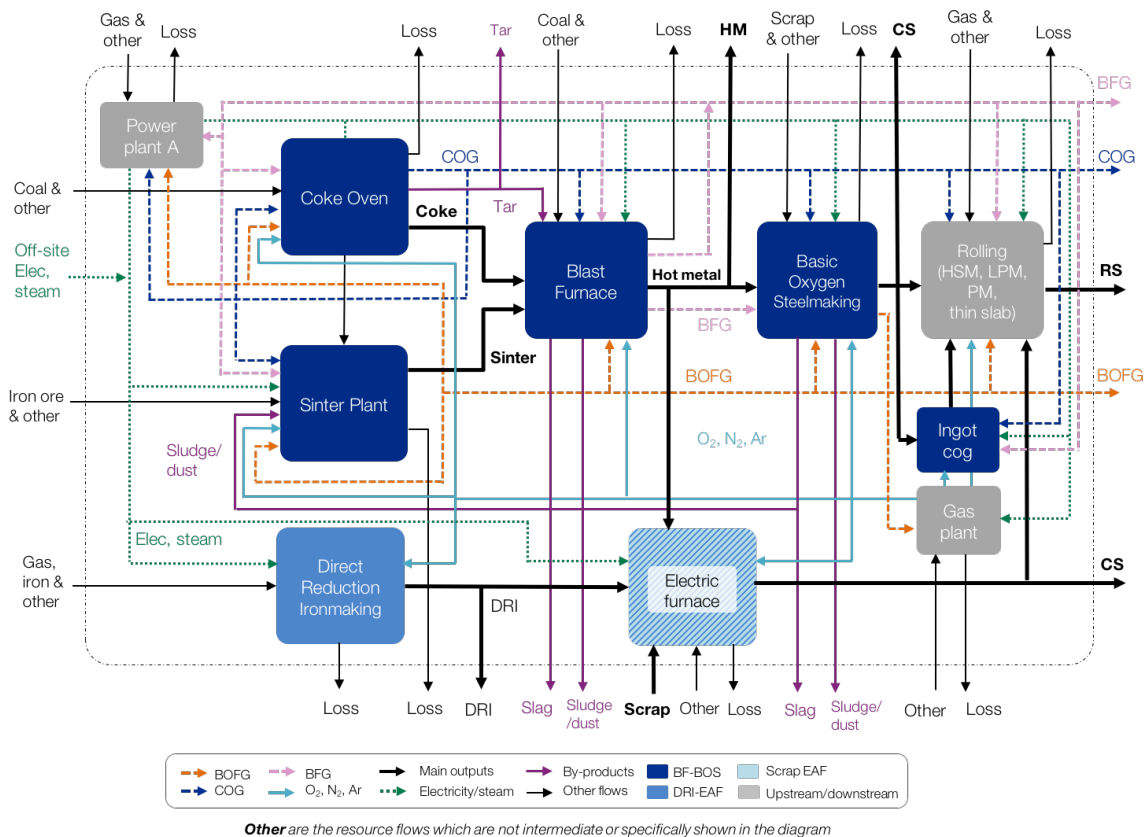 Gas &
other
Loss
Loss
Tar
Coal &
other
Loss
HM
Scrap
& other
Loss
CS
Gas &
other
Loss
BFG
Power
plant A
COG
COG
Coal &
other
Coke Oven
Tar
Coke
Off-site
Elec,
steam
Blast
Furnace
Hot metal
Basic
Oxygen
Steelmaking
Rolling
(HSM, LPM,
PM,
thin slab)
RS
BFG
Sinter
BOFG
BOFG
Iron ore
& other
Sinter Plant
Sludge/
dust
O₂, N₂, Ar
Ingot
cog
Gas
plant
Elec, steam
Gas,
iron &
other
Direct
Reduction
Ironmaking
DRI
Electric
furnace
CS
Loss
Loss
DRI
Slag
Sludge
/dust
Scrap
Other
Loss
Slag
Sludge/
dust
Other
Loss
BOFG
BFG
Main outputs
By-products
BF-BOS
Scrap EAF
COG
O₂, N₂, Ar
Electricity/steam
Other flows
DRI-EAF
Upstream/downstream
Other are the resource flows which are not intermediate or specifically shown in the diagram